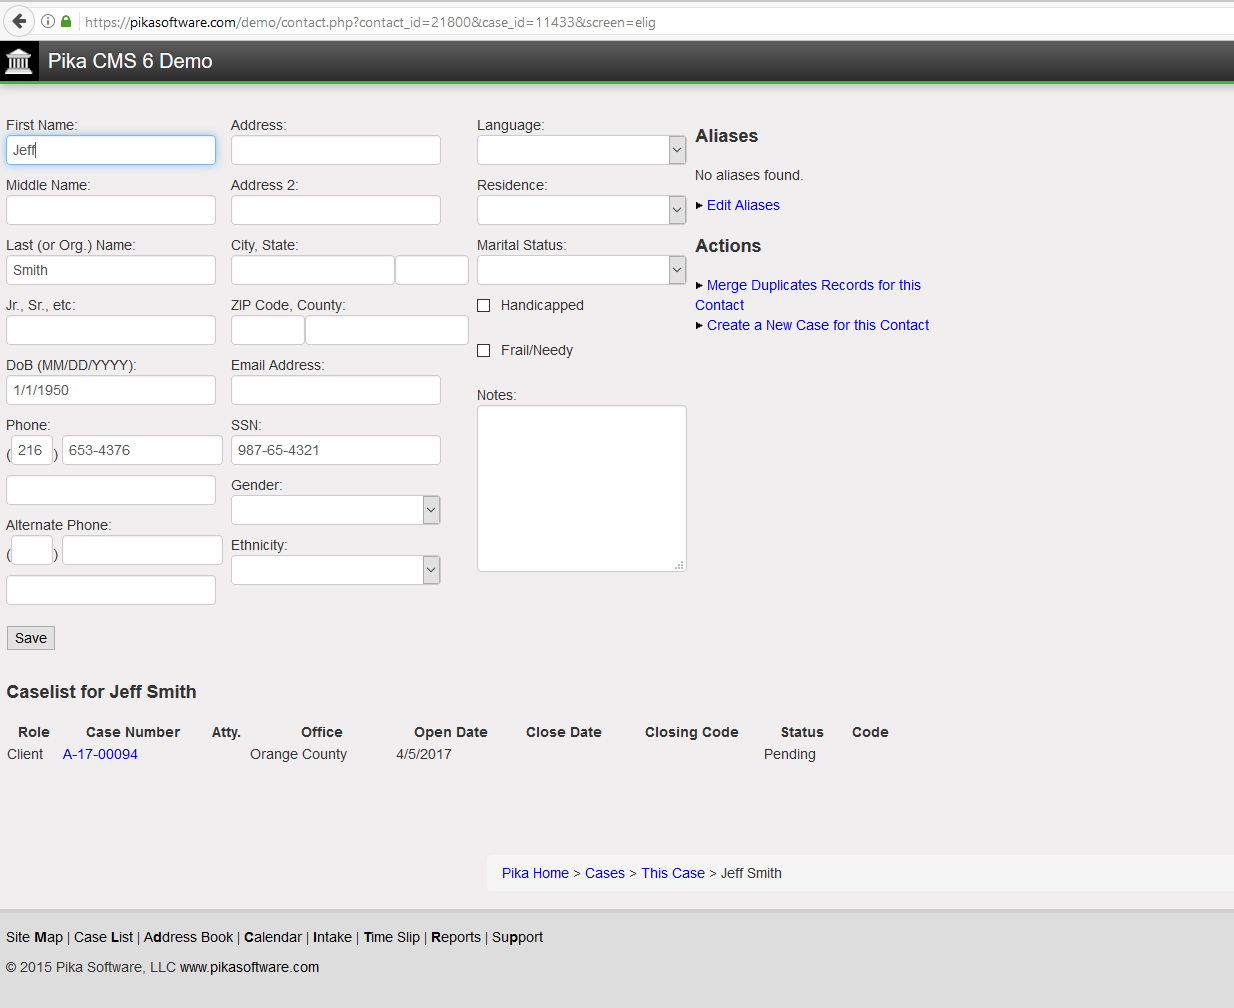 https://pikasoftware.com/demo/contact.php?contact_id=21800&case_id=11433&screen=elig
Pika CMS 6 Demo
First Name:
Jeff
Middle Name:
Last (or Org.) Name:
Smith
Jr., Sr., etc:
DoB (MM/DD/YYYY):
1/1/1950
Phone:
(216) 653-4376
Alternate Phone:
( )
Save
Address:
Address 2:
City, State:
ZIP Code, County:
Email Address:
SSN:
987-65-4321
Gender:
Ethnicity:
Language:
Residence:
Marital Status:
Handicapped
Frail/Needy
Notes:
Aliases
No aliases found.
Edit Aliases
Actions
Merge Duplicates Records for this
Contact
Create a New Case for this Contact
Caselist for Jeff Smith
Role Case Number Atty. Office Open Date Close Date Closing Code Status Code
Client A-17-00094 Orange County 4/5/2017 Pending
Pika Home > Cases > This Case > Jeff Smith
Site Map | Case List | Address Book | Calendar | Intake | Time Slip | Reports | Support
© 2015 Pika Software, LLC www.pikasoftware.com